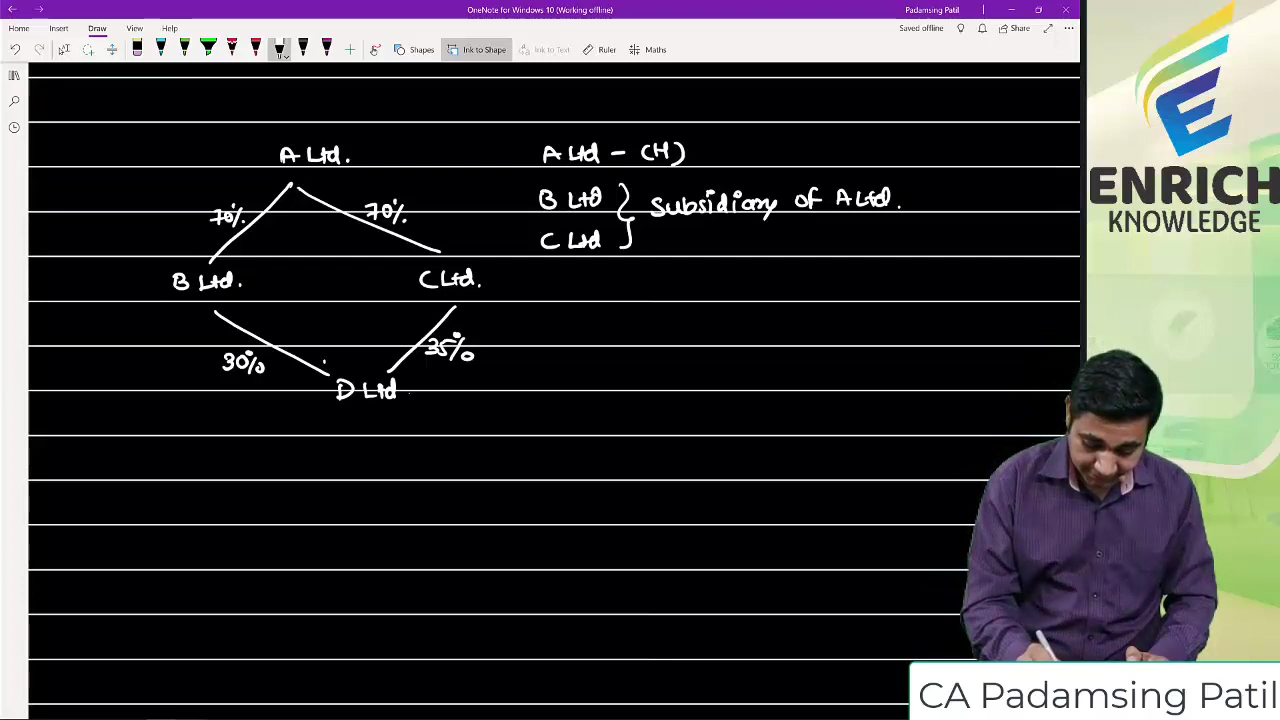 OneNote for Windows 10 (Working offline)
Padamsing Patil
Home Insert Draw View Help
Saved offline
Share
Shapes
Ink to Shape
Ink to Text
Ruler
Maths
A Ltd.
70%
70%
B Ltd.
C Ltd.
30%
35%
D Ltd
A Ltd - (H)
B Ltd
C Ltd
Subsidiary of A Ltd.
ENRICH
KNOWLEDGE
CA Padamsing Patil